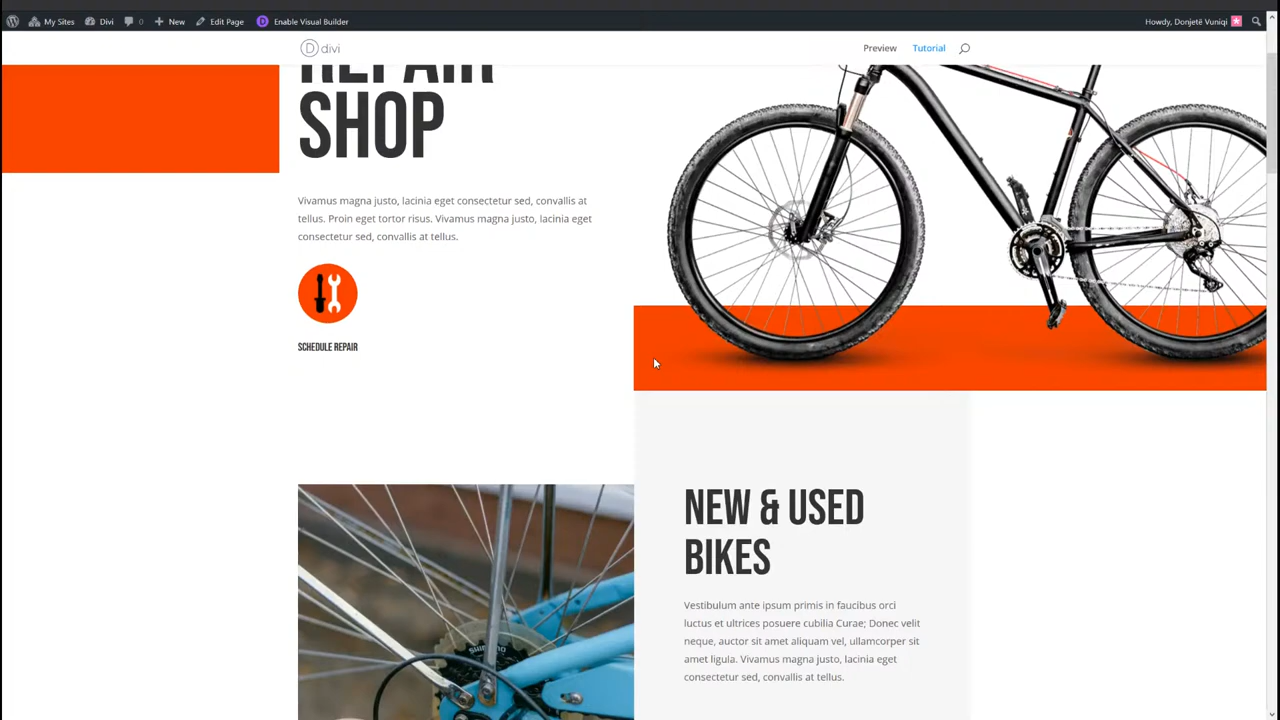 My Sites Divi 0 New Edit Page D Enable Visual Builder Howdy, Donjetë Vuniqi
D divi Preview Tutorial
REPAIR
SHOP
Vivamus magna justo, lacinia eget consectetur sed, convallis at
tellus. Proin eget tortor risus. Vivamus magna justo, lacinia eget
consectetur sed, convallis at tellus.
SCHEDULE REPAIR
NEW & USED
BIKES
Vestibulum ante ipsum primis in faucibus orci
luctus et ultrices posuere cubilia Curae; Donec velit
neque, auctor sit amet aliquam vel, ullamcorper sit
amet ligula. Vivamus magna justo, lacinia eget
consectetur sed, convallis at tellus.